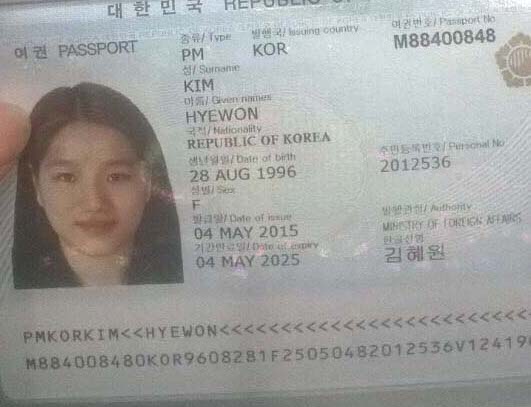 대한민국 REPUBLIC OF
여권 PASSPORT
종류/ Type 발행국/ Issuing country 여권번호/ Passport No
PM KOR M88400848
성/ Surname
KIM
이름/ Given names
HYEWON
국적/ Nationality
REPUBLIC OF KOREA
생년월일/ Date of birth 주민등록번호/ Personal No
28 AUG 1996 2012536
성별/ Sex
F
발급일/ Date of issue 발행관청/ Authority
04 MAY 2015 MINISTRY OF FOREIGN AFFAIRS
기간만료일/ Date of expiry 한글성명
04 MAY 2025 김혜원
PMKORKIM<<HYEWON<<<<<<<<<<<<<<<<<<<<<<<
M884008480KOR9608281F25050482012536V12419